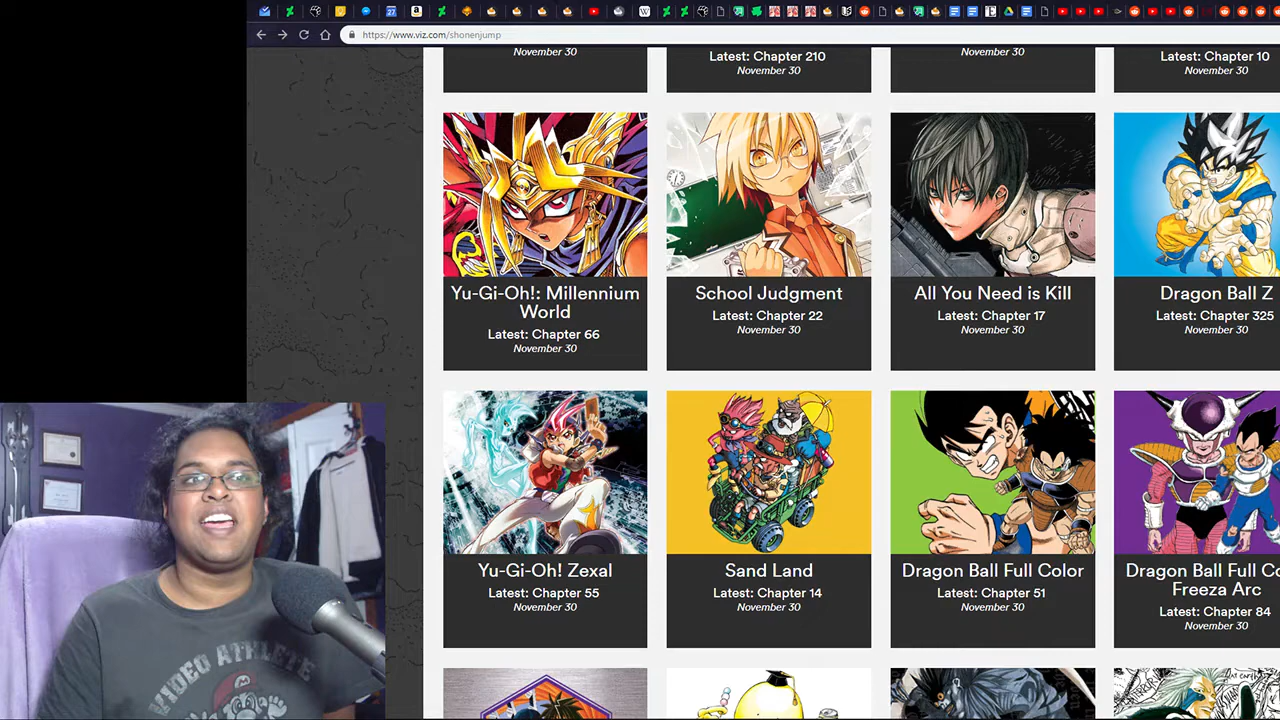 https://www.viz.com/shonenjump
November 30
Latest: Chapter 210
November 30
November 30
Latest: Chapter 10
November 30
Yu-Gi-Oh!: Millennium
World
Latest: Chapter 66
November 30
School Judgment
Latest: Chapter 22
November 30
All You Need is Kill
Latest: Chapter 17
November 30
Dragon Ball Z
Latest: Chapter 325
November 30
Yu-Gi-Oh! Zexal
Latest: Chapter 55
November 30
Sand Land
Latest: Chapter 14
November 30
Dragon Ball Full Color
Latest: Chapter 51
November 30
Dragon Ball Full Co
Freeza Arc
Latest: Chapter 84
November 30
VIDEO ATHLETE